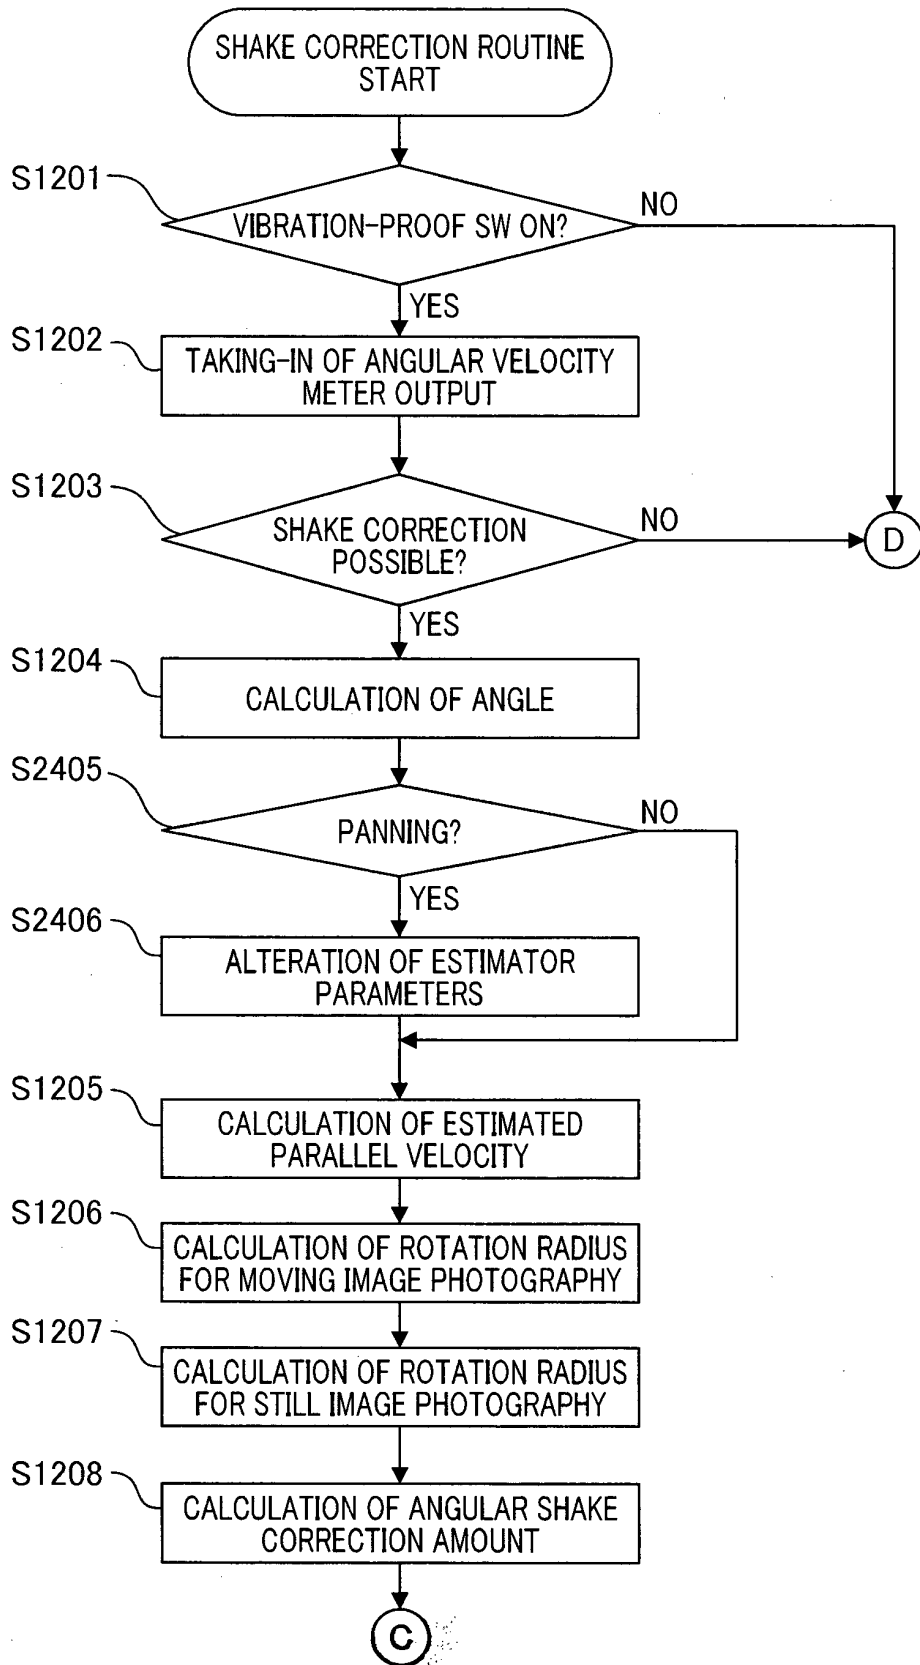 SHAKE CORRECTION ROUTINE
START
S1201
VIBRATION-PROOF SW ON?
NO
YES
S1202
TAKING-IN OF ANGULAR VELOCITY
METER OUTPUT
S1203
SHAKE CORRECTION
POSSIBLE?
NO
D
YES
S1204
CALCULATION OF ANGLE
S2405
PANNING?
NO
YES
S2406
ALTERATION OF ESTIMATOR
PARAMETERS
S1205
CALCULATION OF ESTIMATED
PARALLEL VELOCITY
S1206
CALCULATION OF ROTATION RADIUS
FOR MOVING IMAGE PHOTOGRAPHY
S1207
CALCULATION OF ROTATION RADIUS
FOR STILL IMAGE PHOTOGRAPHY
S1208
CALCULATION OF ANGULAR SHAKE
CORRECTION AMOUNT
C